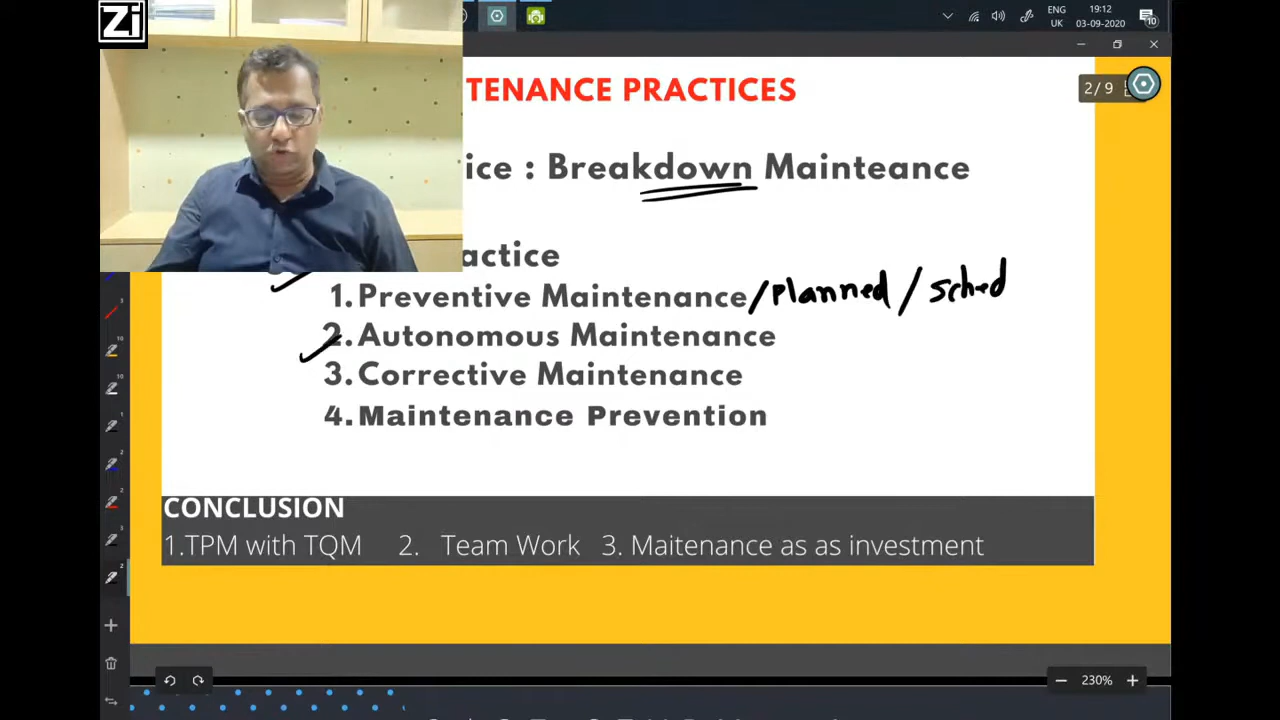 Zi
ENG
UK
19:12
03-09-2020
10
TENANCE PRACTICES
2/9
ice : Breakdown Mainteance
actice
1. Preventive Maintenance / Planned / sched
2. Autonomous Maintenance
3. Corrective Maintenance
4. Maintenance Prevention
CONCLUSION
1.TPM with TQM 2. Team Work 3. Maitenance as as investment
230%